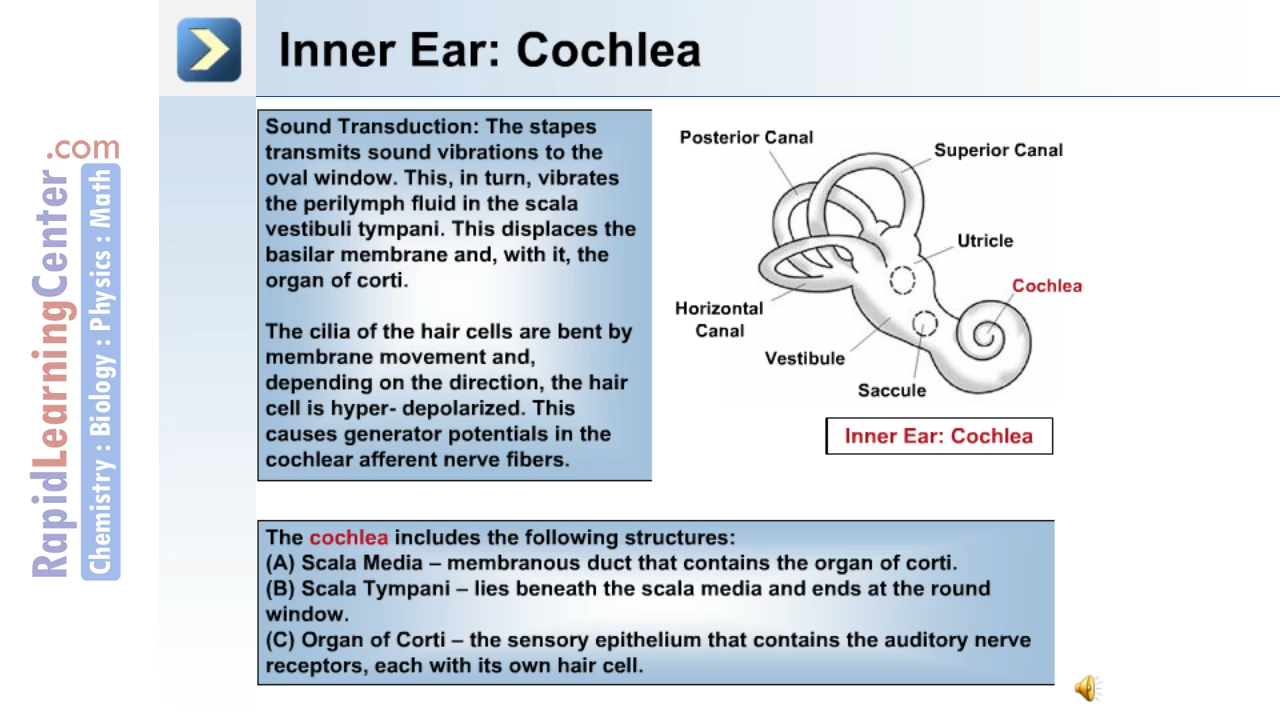 Inner Ear: Cochlea
RapidLearningCenter.com
Chemistry : Biology : Physics : Math
Sound Transduction: The stapes
transmits sound vibrations to the
oval window. This, in turn, vibrates
the perilymph fluid in the scala
vestibuli tympani. This displaces the
basilar membrane and, with it, the
organ of corti.
The cilia of the hair cells are bent by
membrane movement and,
depending on the direction, the hair
cell is hyper- depolarized. This
causes generator potentials in the
cochlear afferent nerve fibers.
Posterior Canal
Superior Canal
Utricle
Cochlea
Horizontal
Canal
Vestibule
Saccule
Inner Ear: Cochlea
The cochlea includes the following structures:
(A) Scala Media – membranous duct that contains the organ of corti.
(B) Scala Tympani – lies beneath the scala media and ends at the round
window.
(C) Organ of Corti – the sensory epithelium that contains the auditory nerve
receptors, each with its own hair cell.